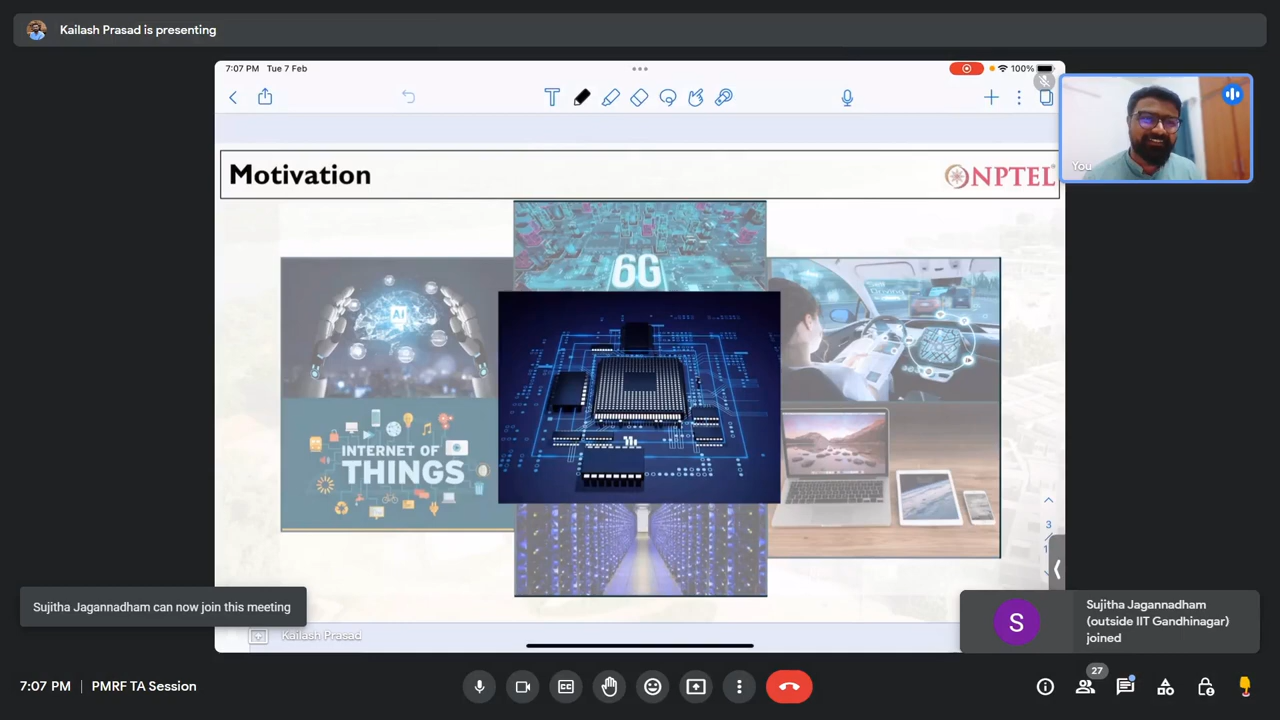 Kailash Prasad is presenting
7:07 PM Tue 7 Feb
100%
Motivation
NPTEL
You
6G
AI
INTERNET OF
THINGS
3
Sujitha Jagannadham can now join this meeting
Sujitha Jagannadham
(outside IIT Gandhinagar)
joined
S
Kailash Prasad
7:07 PM | PMRF TA Session
27